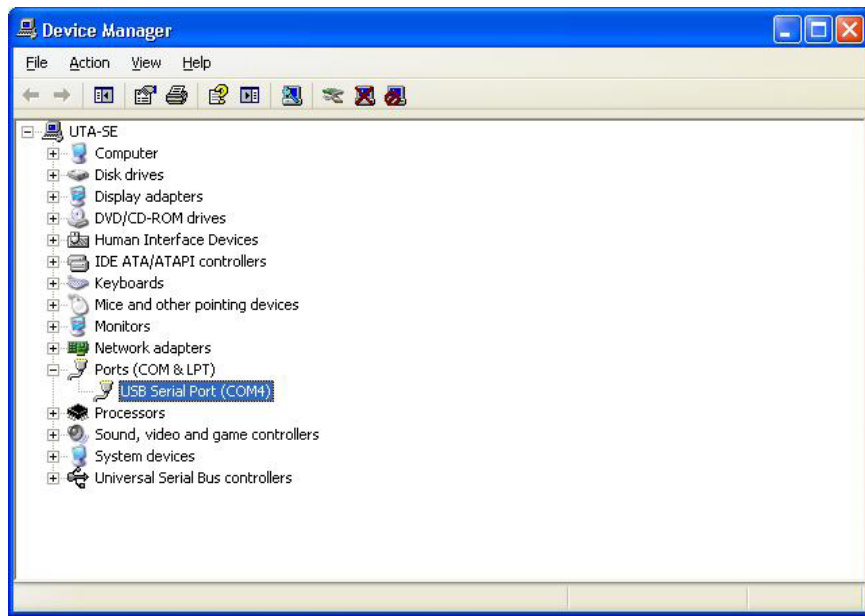 Device Manager
File Action View Help
UTA-SE
Computer
Disk drives
Display adapters
DVD/CD-ROM drives
Human Interface Devices
IDE ATA/ATAPI controllers
Keyboards
Mice and other pointing devices
Monitors
Network adapters
Ports (COM & LPT)
USB Serial Port (COM4)
Processors
Sound, video and game controllers
System devices
Universal Serial Bus controllers